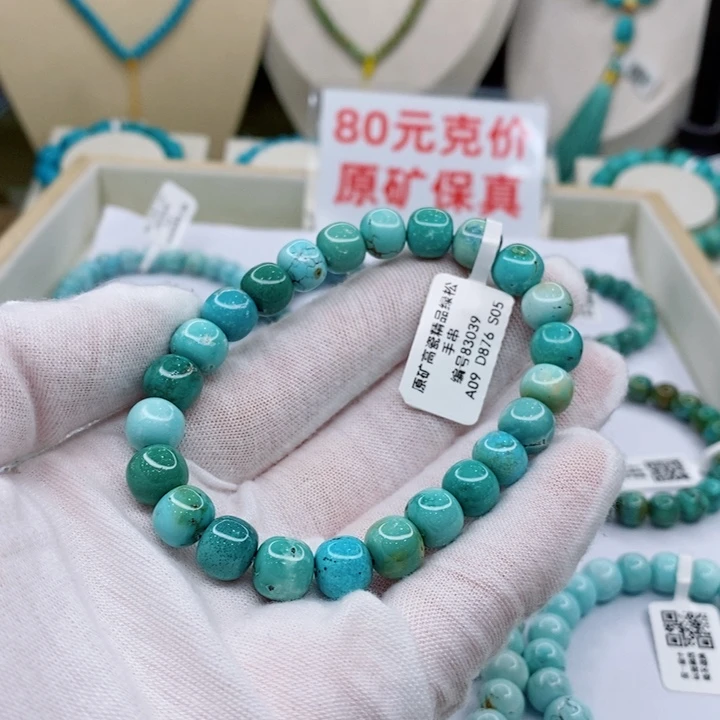 80元克价
原矿保真
原矿高瓷精品绿松
手串
编号83039
A09 D876 S05